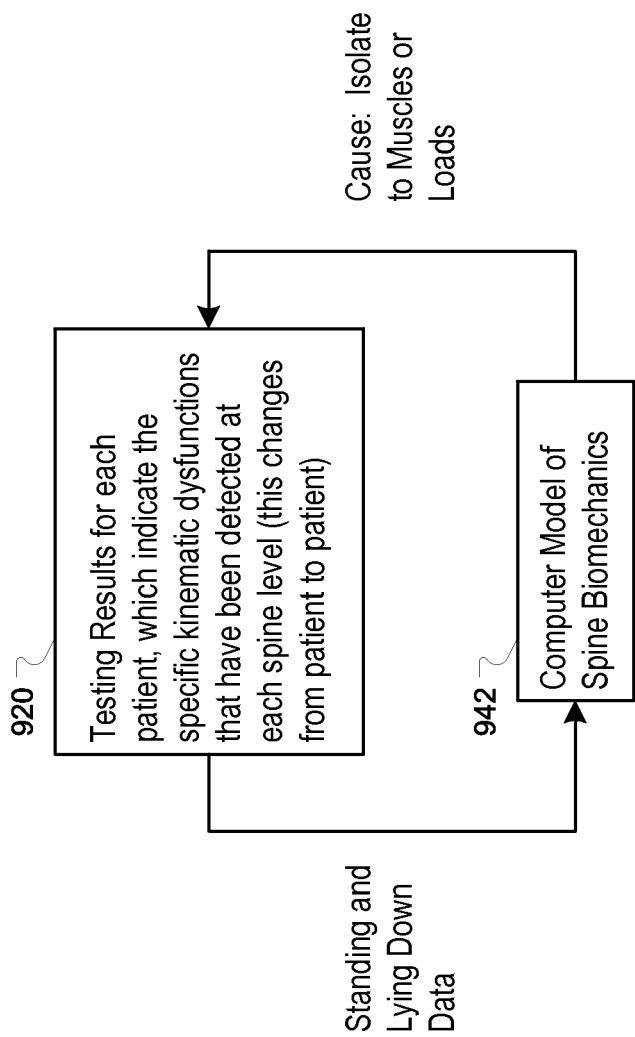 920
Testing Results for each
patient, which indicate the
specific kinematic dysfunctions
that have been detected at
each spine level (this changes
from patient to patient)
Standing and
Lying Down
Data
Cause: Isolate
to Muscles or
Loads
942
Computer Model of
Spine Biomechanics